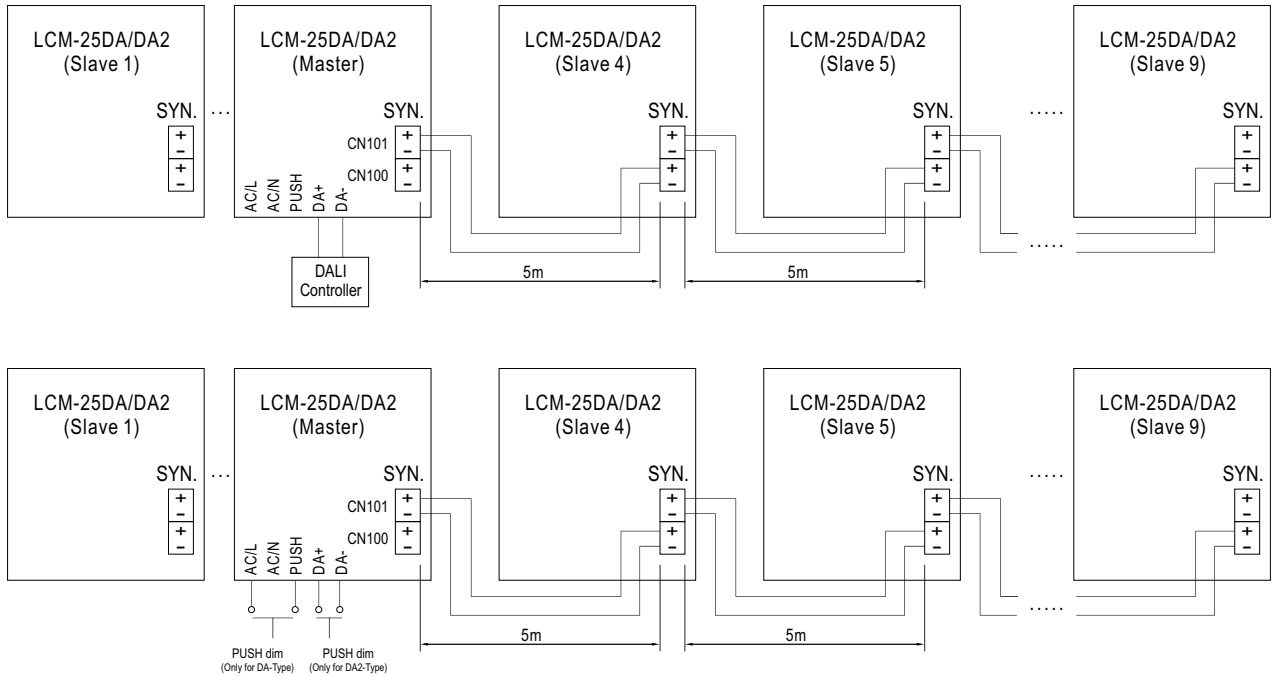 LCM-25DA/DA2
(Slave 1)
SYN.
+
-
+
-
...
LCM-25DA/DA2
(Master)
SYN.
CN101
+
-
CN100
+
-
AC/L
AC/N
PUSH
DA+
DA-
DALI
Controller
LCM-25DA/DA2
(Slave 4)
SYN.
+
-
+
-
LCM-25DA/DA2
(Slave 5)
SYN.
+
-
+
-
.....
.....
LCM-25DA/DA2
(Slave 9)
SYN.
+
-
+
-
5m
5m
LCM-25DA/DA2
(Slave 1)
SYN.
+
-
+
-
...
LCM-25DA/DA2
(Master)
SYN.
CN101
+
-
CN100
+
-
AC/L
AC/N
PUSH
DA+
DA-
PUSH dim
(Only for DA-Type)
PUSH dim
(Only for DA2-Type)
LCM-25DA/DA2
(Slave 4)
SYN.
+
-
+
-
LCM-25DA/DA2
(Slave 5)
SYN.
+
-
+
-
.....
.....
LCM-25DA/DA2
(Slave 9)
SYN.
+
-
+
-
5m
5m